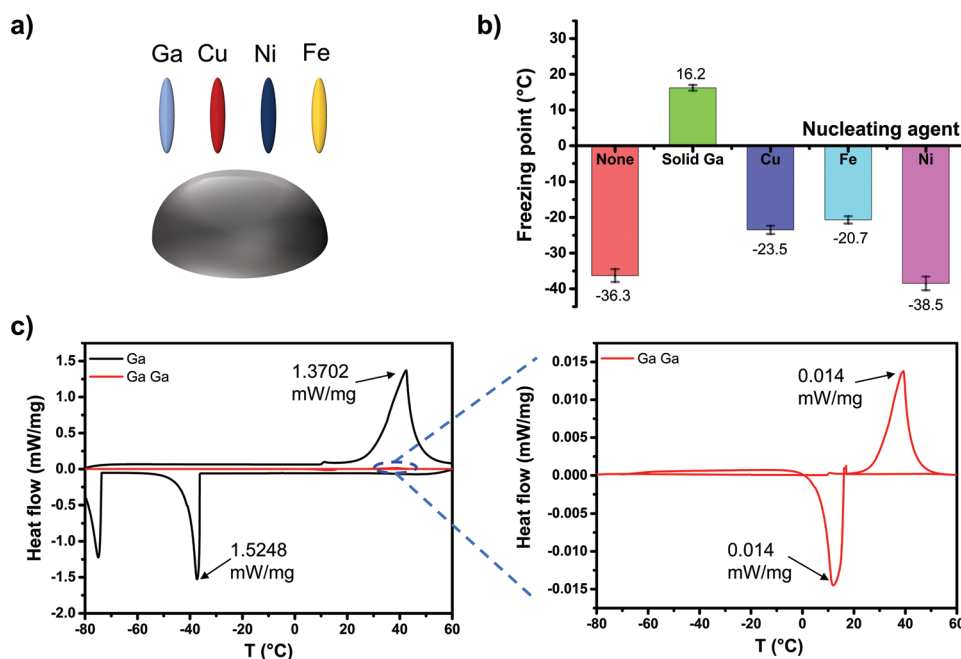 a)
Ga Cu Ni Fe
b)
Freezing point (°C)
30
20
10
0
-10
-20
-30
-40
16.2
Nucleating agent
None Solid Ga Cu Fe Ni
-23.5
-20.7
-36.3
-38.5
c)
Heat flow (mW/mg)
1.5
1.0
0.5
0.0
-0.5
-1.0
-1.5
-2.0
Ga
Ga Ga
1.3702
mW/mg
1.5248
mW/mg
-80 -60 -40 -20 0 20 40 60
T (°C)
Heat flow (mW/mg)
0.015
0.010
0.005
0.000
-0.005
-0.010
-0.015
Ga Ga
0.014
mW/mg
0.014
mW/mg
-80 -60 -40 -20 0 20 40 60
T (°C)